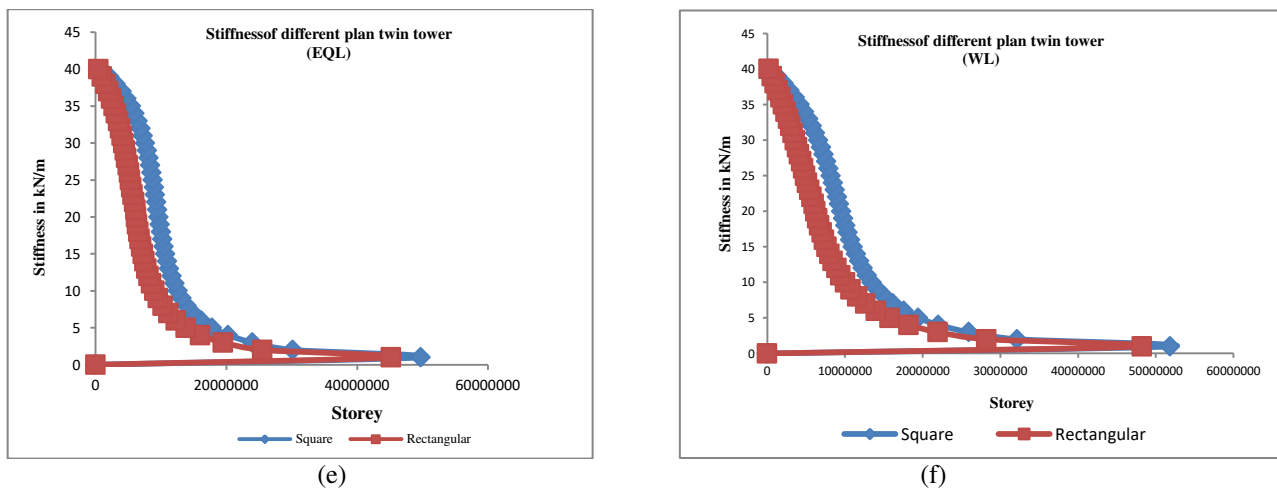 Stiffnessof different plan twin tower
(EQL)
45
40
35
30
25
20
15
10
5
0
Stiffness in kN/m
0 20000000 40000000 60000000
Storey
Square Rectangular
(e)
Stiffnessof different plan twin tower
(WL)
45
40
35
30
25
20
15
10
5
0
Stiffness in kN/m
0 10000000 20000000 30000000 40000000 50000000 60000000
Storey
Square Rectangular
(f)